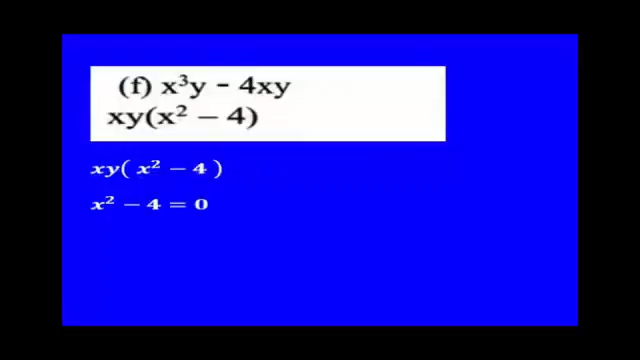 (f) x³y - 4xy
xy(x² − 4)
xy( x² − 4 )
x² − 4 = 0